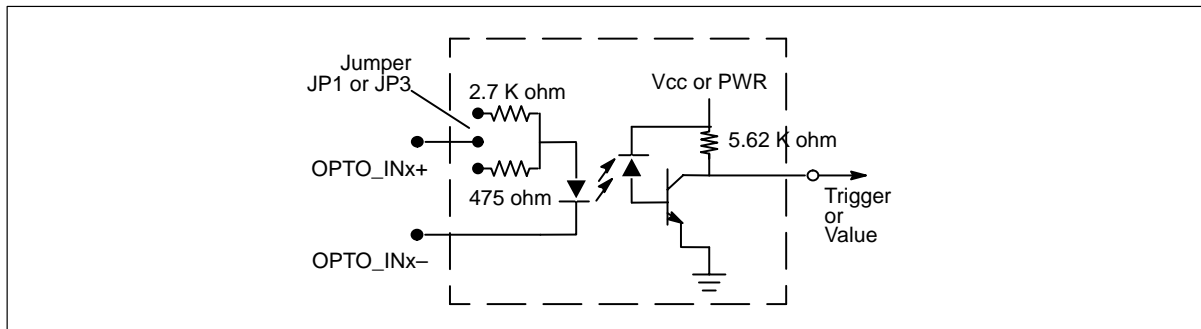 Jumper
JP1 or JP3
2.7 K ohm
Vcc or PWR
5.62 K ohm
OPTO_INx+
475 ohm
Trigger
or
Value
OPTO_INx–